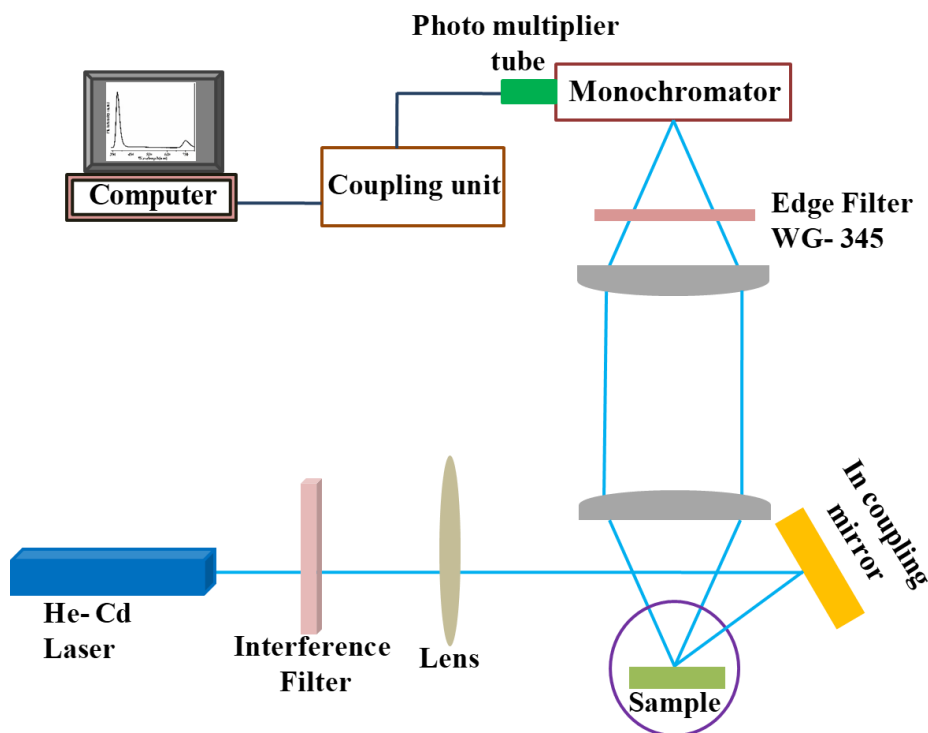 Photo multiplier
tube
Monochromator
Computer
Coupling unit
Edge Filter
WG- 345
In coupling
mirror
He- Cd
Laser
Interference
Filter
Lens
Sample